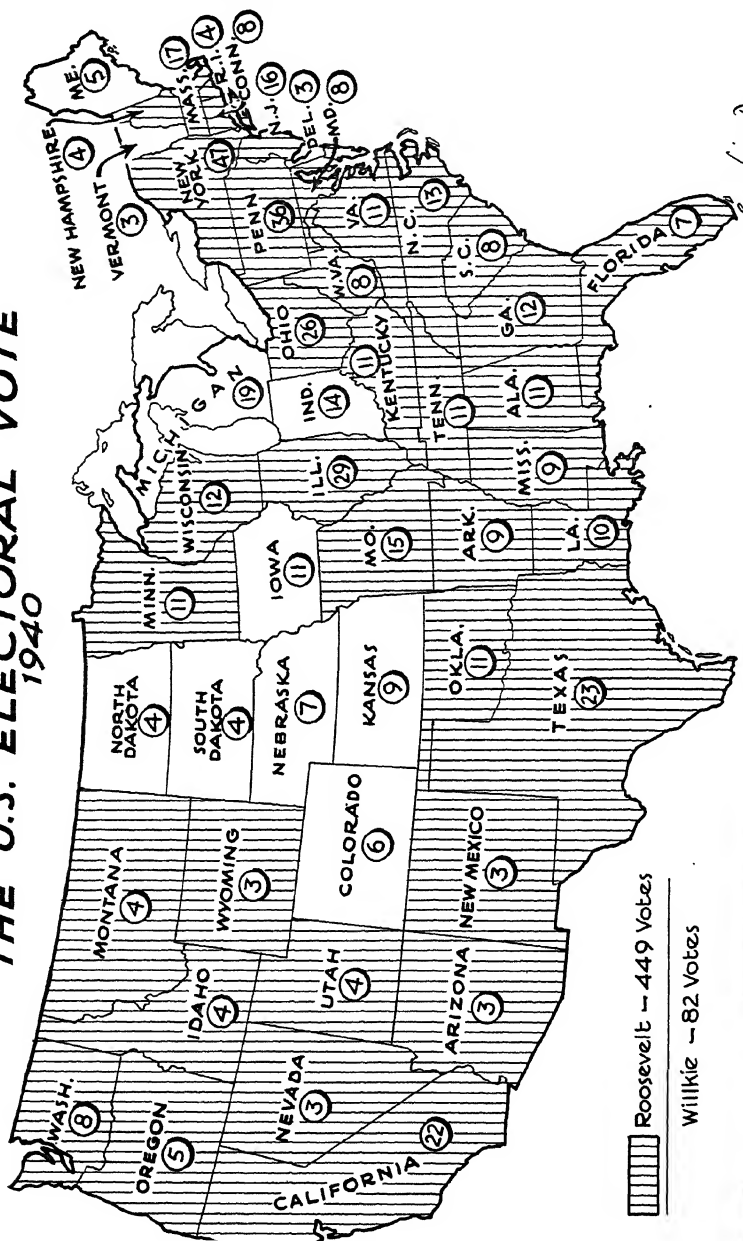 THE U.S. ELECTORAL VOTE
1940
WASH.
8
OREGON
5
CALIFORNIA
22
NEVADA
3
IDAHO
4
MONTANA
4
WYOMING
3
UTAH
4
ARIZONA
3
COLORADO
6
NEW MEXICO
3
NORTH
DAKOTA
4
SOUTH
DAKOTA
4
NEBRASKA
7
KANSAS
9
OKLA.
11
TEXAS
23
MINN.
11
IOWA
11
MO.
15
ARK.
9
LA.
10
WISCONSIN
12
ILL.
29
MISS.
9
MICHIGAN
19
IND.
14
KENTUCKY
11
TENN.
11
ALA.
11
OHIO
26
W.VA.
8
GA.
12
FLORIDA
7
S.C.
8
N.C.
13
VA.
11
PENN
36
NEW
YORK
47
VERMONT
3
NEW HAMPSHIRE
4
ME.
5
MASS.
17
R.I.
4
CONN.
8
N.J.
16
DEL.
3
MD.
8
Roosevelt – 449 Votes
Willkie – 82 Votes